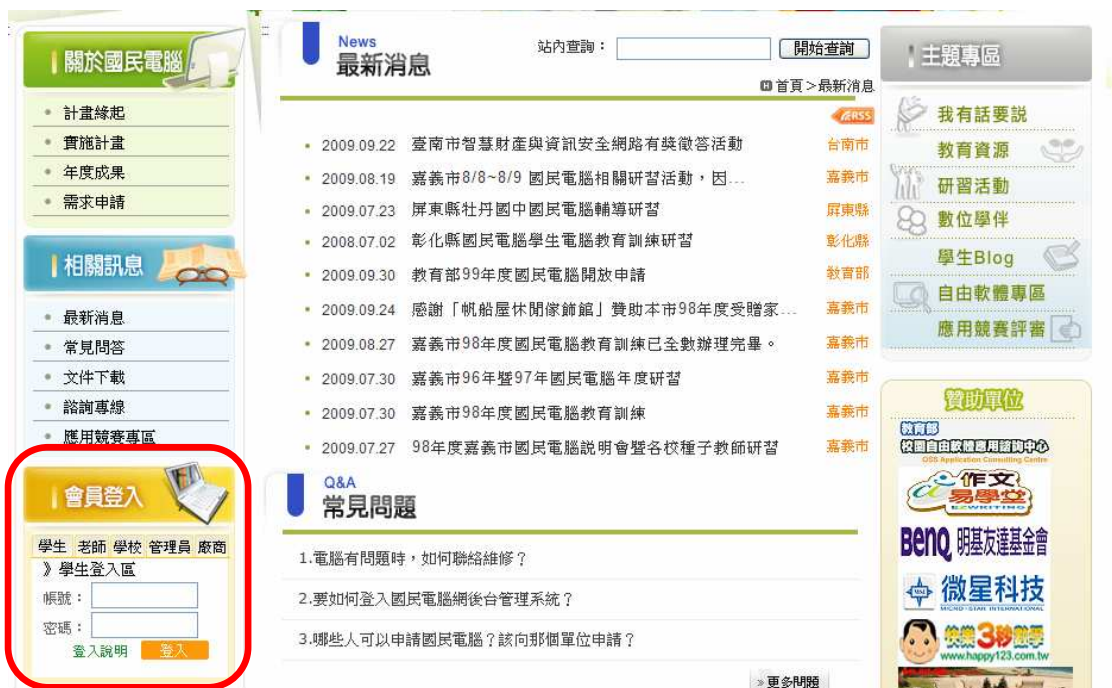 關於國民電腦
計畫緣起
實施計畫
年度成果
需求申請
相關訊息
最新消息
常見問答
文件下載
諮詢專線
應用競賽專區
會員登入
學生 老師 學校 管理員 廠商
》學生登入區
帳號：
密碼：
登入說明 登入
News
最新消息
站內查詢： 開始查詢
首頁>最新消息
RSS
2009.09.22 臺南市智慧財產與資訊安全網路有獎徵答活動 台南市
2009.08.19 嘉義市8/8~8/9 國民電腦相關研習活動，因... 嘉義市
2009.07.23 屏東縣牡丹國中國民電腦輔導研習 屏東縣
2008.07.02 彰化縣國民電腦學生電腦教育訓練研習 彰化縣
2009.09.30 教育部99年度國民電腦開放申請 教育部
2009.09.24 感謝「帆船屋休閒傢飾館」贊助本市98年度受贈家... 嘉義市
2009.08.27 嘉義市98年度國民電腦教育訓練已全數辦理完畢。 嘉義市
2009.07.30 嘉義市96年暨97年國民電腦年度研習 嘉義市
2009.07.30 嘉義市98年度國民電腦教育訓練 嘉義市
2009.07.27 98年度嘉義市國民電腦說明會暨各校種子教師研習 嘉義市
Q&A
常見問題
1.電腦有問題時，如何聯絡維修？
2.要如何登入國民電腦網後台管理系統？
3.哪些人可以申請國民電腦？該向那個單位申請？
»更多問題
主題專區
我有話要說
教育資源
研習活動
數位學伴
學生Blog
自由軟體專區
應用競賽評審
贊助單位
教育部
校園自由軟體應用諮詢中心
OSS Application Consulting Centre
作文
易學堂
EZWRITING
BenQ 明基友達基金會
微星科技
MICRO-STAR INTERNATIONAL
快樂3秒數學
www.happy123.com.tw